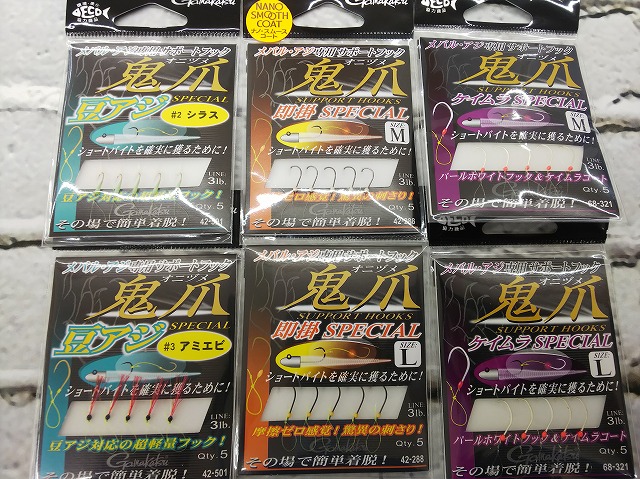 Gamakatsu
NANO SMOOTH COAT
ナノ・スムースコート
メバル・アジ専用サポートフック
鬼爪
オニヅメ
豆アジ
SPECIAL
#2 シラス
ショートバイトを確実に獲るために!
LINE:
3lb.
Qty.5
その場で簡単着脱!
メバル・アジ専用サポートフック
鬼爪
オニヅメ
SUPPORT HOOKS
即掛 SPECIAL
SIZE:
M
ショートバイトを確実に獲るために!
LINE:
3lb.
Qty.5
その場で簡単着脱!
42-288
メバル・アジ専用サポートフック
鬼爪
オニヅメ
SUPPORT HOOKS
ケイムラ SPECIAL
SIZE:
M
ショートバイトを確実に獲るために!
LINE:
3lb.
パールホワイトフック&ケイムラコート
Qty.5
その場で簡単着脱!
68-321
メバル・アジ専用サポートフック
鬼爪
オニヅメ
豆アジ
SPECIAL
#3 アミエビ
ショートバイトを確実に獲るために!
LINE:
3lb.
豆アジ対応の超軽量フック!
Qty.5
Gamakatsu
その場で簡単着脱!
42-501
メバル・アジ専用サポートフック
鬼爪
オニヅメ
SUPPORT HOOKS
即掛 SPECIAL
SIZE:
L
ショートバイトを確実に獲るために!
LINE:
3lb.
摩擦ゼロ感覚!驚異の刺さり!
Qty.5
Gamakatsu
その場で簡単着脱!
42-288
メバル・アジ専用サポートフック
鬼爪
オニヅメ
SUPPORT HOOKS
ケイムラ SPECIAL
SIZE:
L
ショートバイトを確実に獲るために!
LINE:
3lb.
パールホワイトフック&ケイムラコート
Qty.5
Gamakatsu
その場で簡単着脱!
68-321